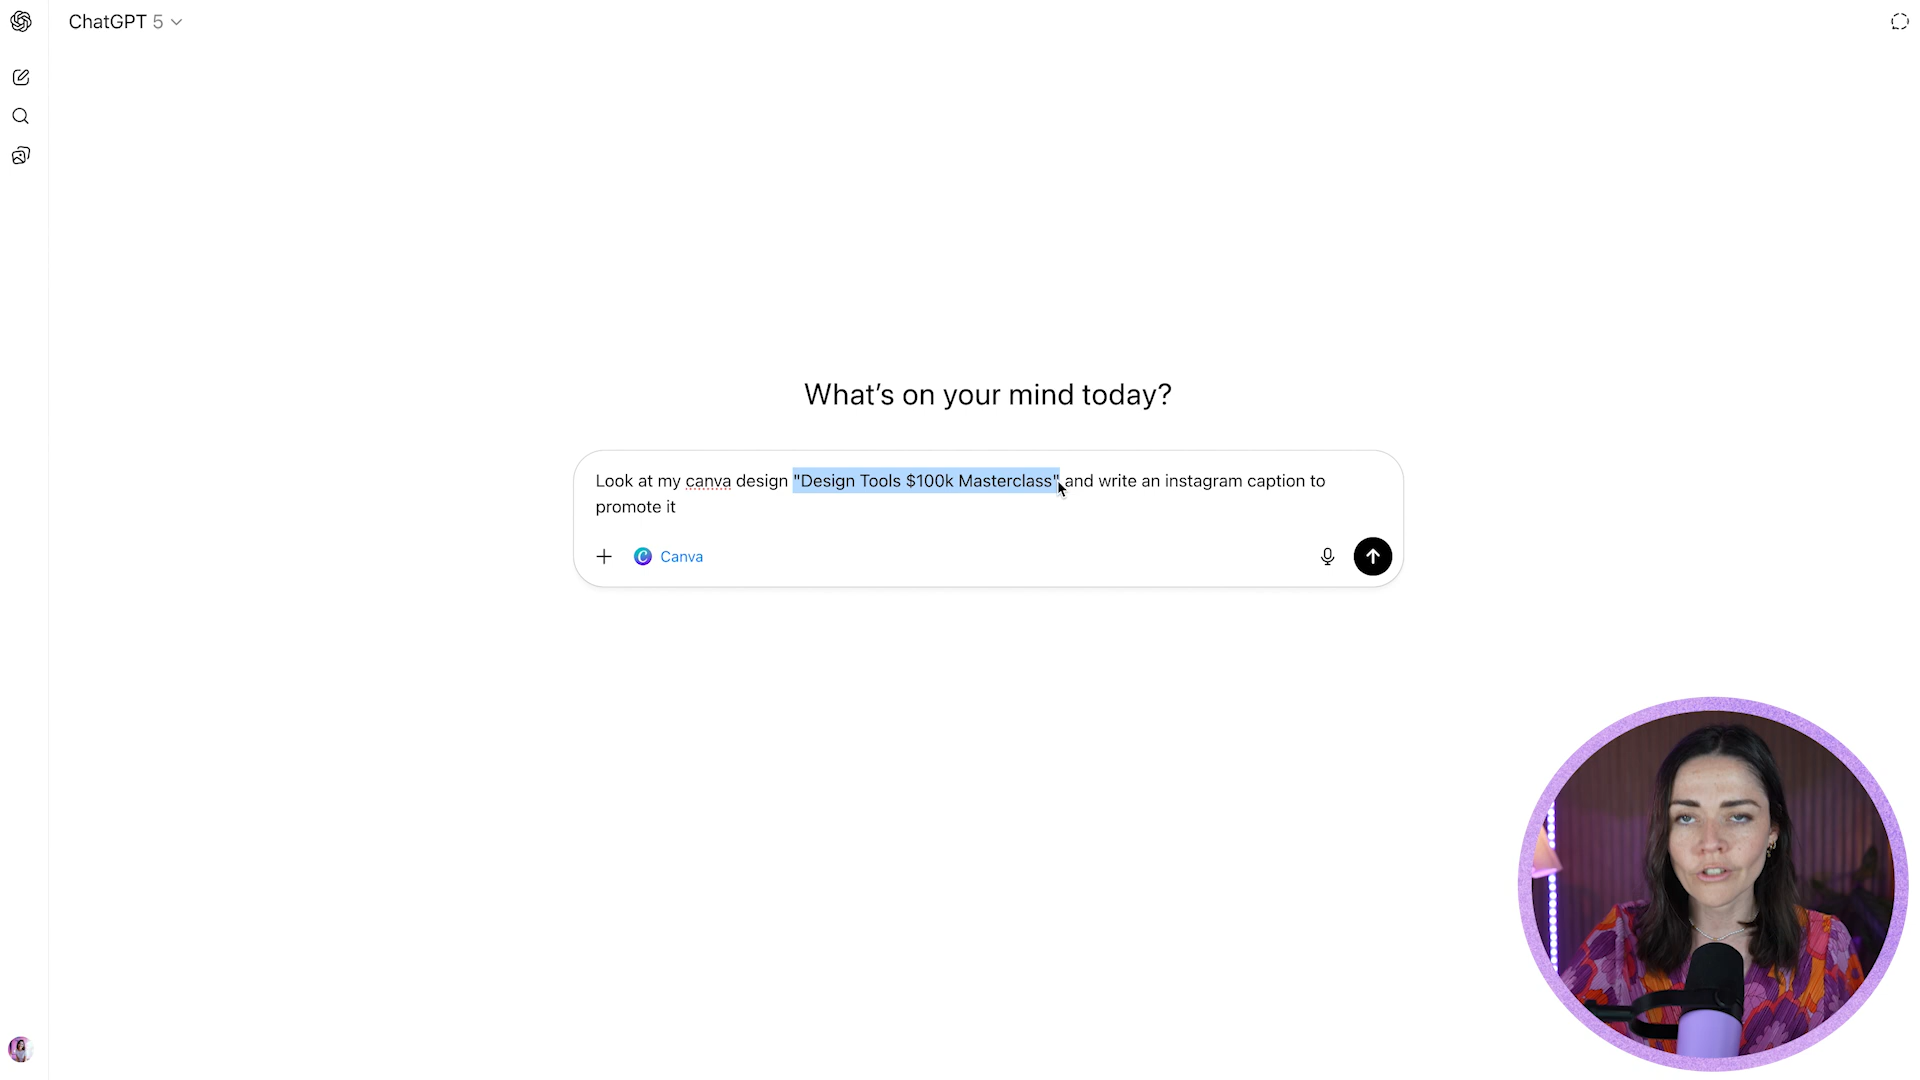 ChatGPT 5
What's on your mind today?
Look at my canva design "Design Tools $100k Masterclass" and write an instagram caption to
promote it
Canva